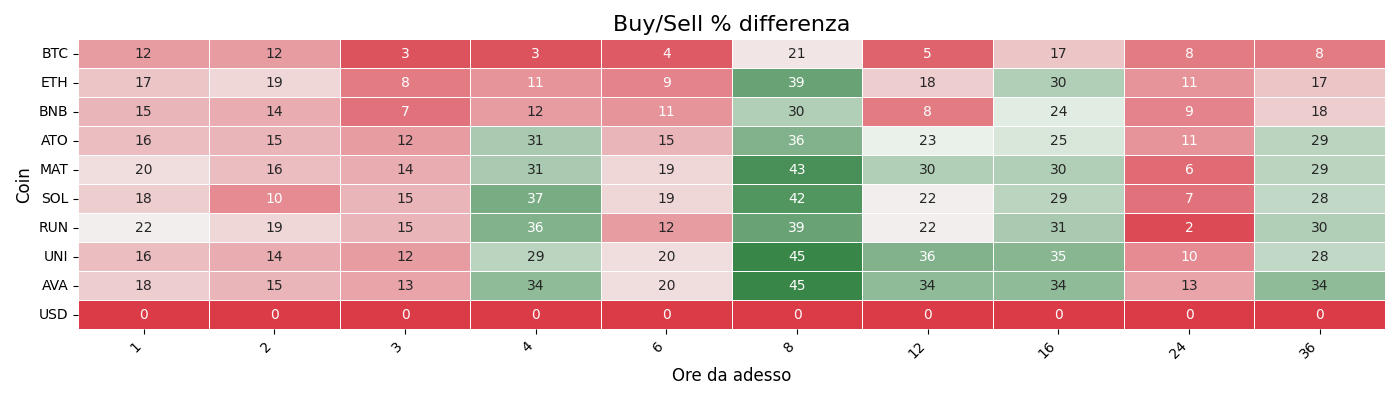 Buy/Sell % differenza
Coin
BTC 12 12 3 3 4 21 5 17 8 8
ETH 17 19 8 11 9 39 18 30 11 17
BNB 15 14 7 12 11 30 8 24 9 18
ATO 16 15 12 31 15 36 23 25 11 29
MAT 20 16 14 31 19 43 30 30 6 29
SOL 18 10 15 37 19 42 22 29 7 28
RUN 22 19 15 36 12 39 22 31 2 30
UNI 16 14 12 29 20 45 36 35 10 28
AVA 18 15 13 34 20 45 34 34 13 34
USD 0 0 0 0 0 0 0 0 0 0
1 2 3 4 6 8 12 16 24 36
Ore da adesso